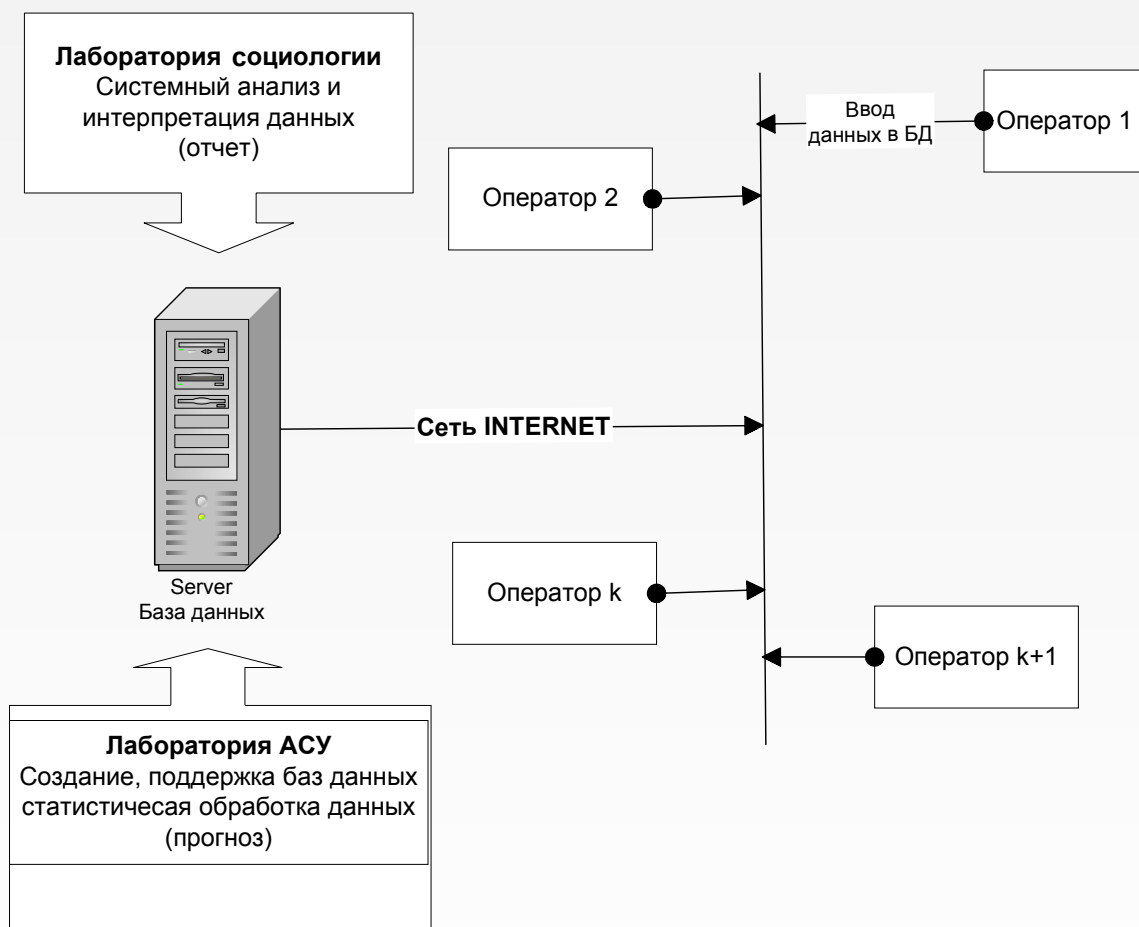 Лаборатория социологии
Системный анализ и
интерпретация данных
(отчет)
Ввод
данных в БД
Оператор 1
Оператор 2
Сеть INTERNET
Server
База данных
Оператор k
Оператор k+1
Лаборатория АСУ
Создание, поддержка баз данных
статистичесая обработка данных
(прогноз)